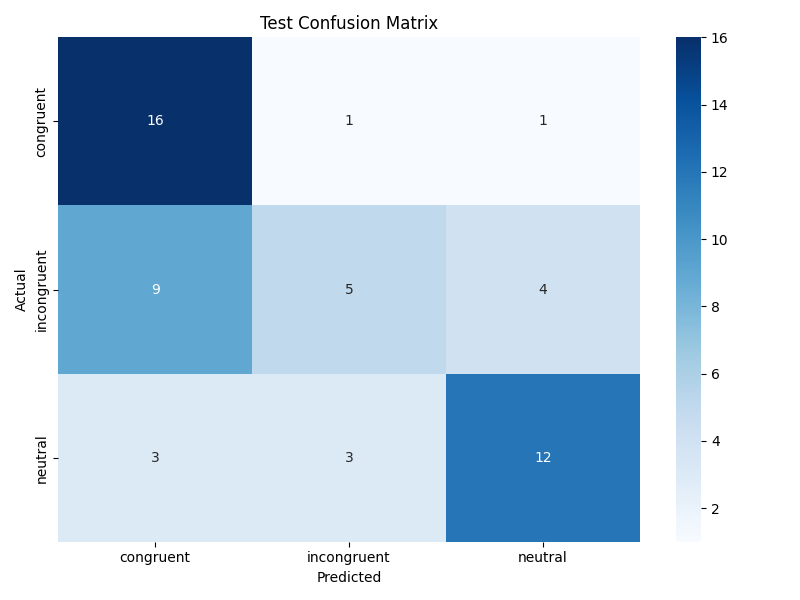 Test Confusion Matrix
congruent
16 1 1
incongruent
9 5 4
neutral
3 3 12
Actual
congruent incongruent neutral
Predicted
16
14
12
10
8
6
4
2